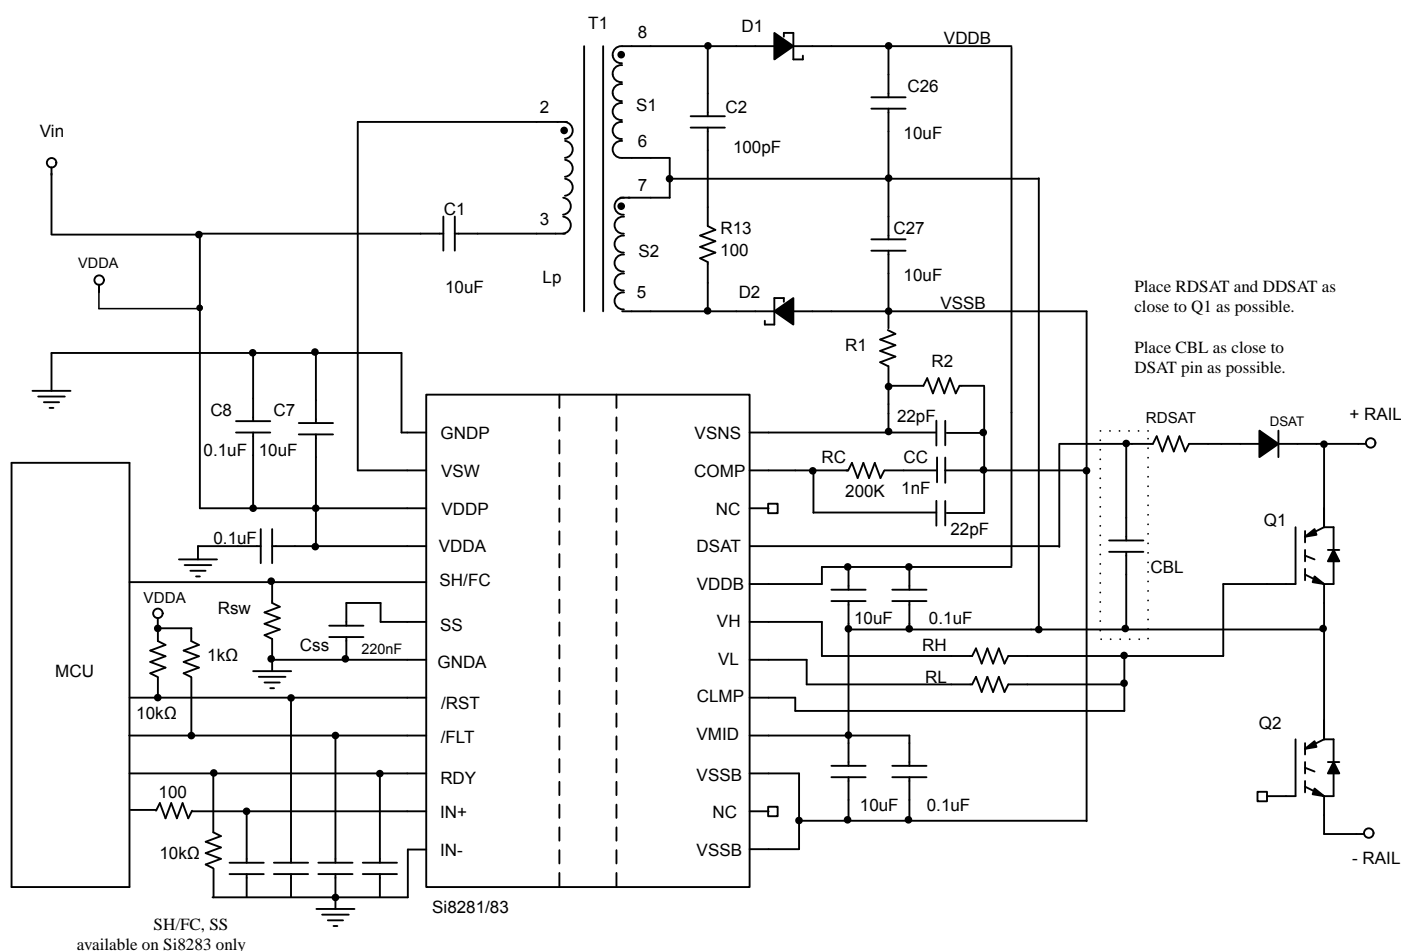 T1
8
D1
VDDB
S1
C2
100pF
C26
10uF
2
6
Vin
7
C1
3
R13
100
C27
10uF
S2
VDDA
10uF
Lp
5
D2
VSSB
Place RDSAT and DDSAT as
close to Q1 as possible.
Place CBL as close to
DSAT pin as possible.
R1
R2
C8
C7
0.1uF
10uF
22pF
RDSAT
DSAT
+ RAIL
GNDP
VSNS
VSW
COMP
RC
CC
200K
1nF
VDDP
NC
22pF
Q1
0.1uF
VDDA
DSAT
CBL
SH/FC
VDDB
VDDA
Rsw
SS
VH
10uF
0.1uF
Css
220nF
RH
MCU
1kΩ
GNDA
VL
RL
10kΩ
/RST
CLMP
/FLT
VMID
Q2
RDY
VSSB
100
IN+
NC
10uF
0.1uF
10kΩ
IN-
VSSB
- RAIL
Si8281/83
SH/FC, SS
available on Si8283 only